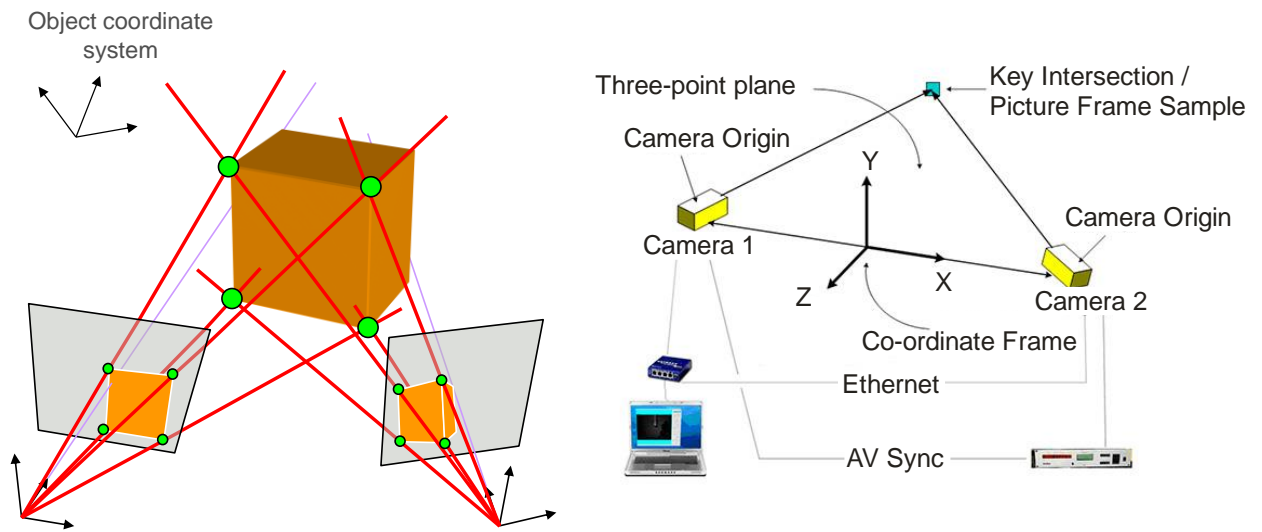 Object coordinate
system
Three-point plane
Key Intersection /
Picture Frame Sample
Camera Origin
Y
Camera Origin
Camera 1
X
Z
Camera 2
Co-ordinate Frame
Ethernet
AV Sync